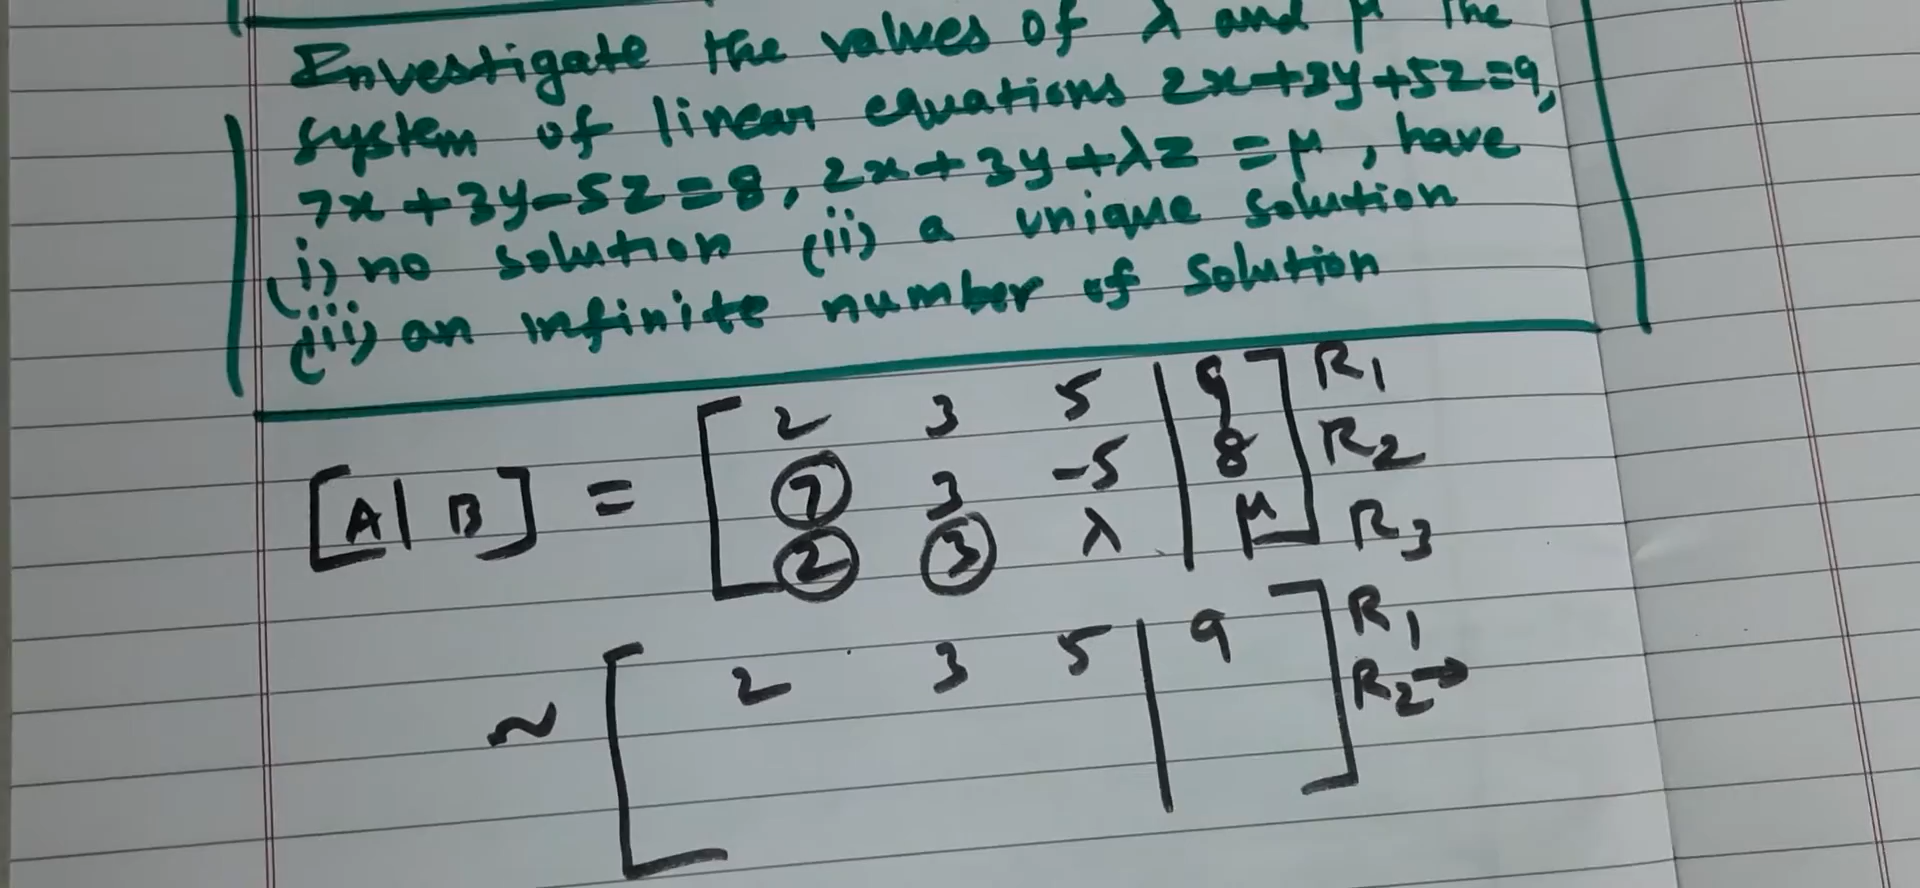 Investigate the values of λ and μ the
system of linear equations 2x+3y+5z=9,
7x+3y-5z=8, 2x+3y+λz=μ, have
(i) no solution (ii) a unique solution
(iii) an infinite number of solution
[A| B] = [ 2 3 5 | 9 ] R1
7 3 -5 | 8 R2
2 3 λ | μ R3
~ [ 2 3 5 | 9 ] R1
R2→